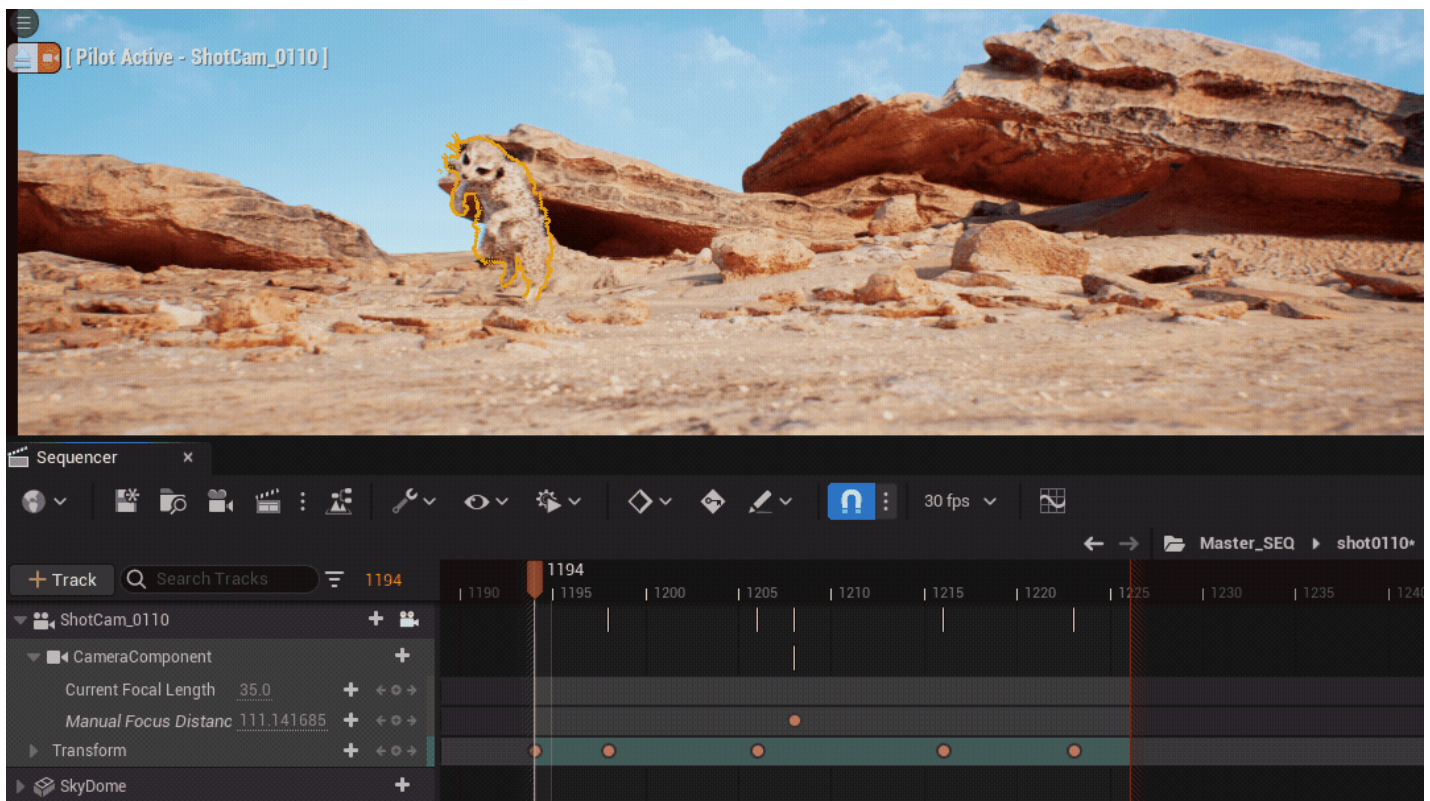 [ Pilot Active - ShotCam_0110 ]
Sequencer
30 fps
Master_SEQ shot0110*
Track Search Tracks 1194
1194
1190 1195 1200 1205 1210 1215 1220 1225 1230 1235 1240
ShotCam_0110
CameraComponent
Current Focal Length 35.0
Manual Focus Distanc 111.141685
Transform
SkyDome